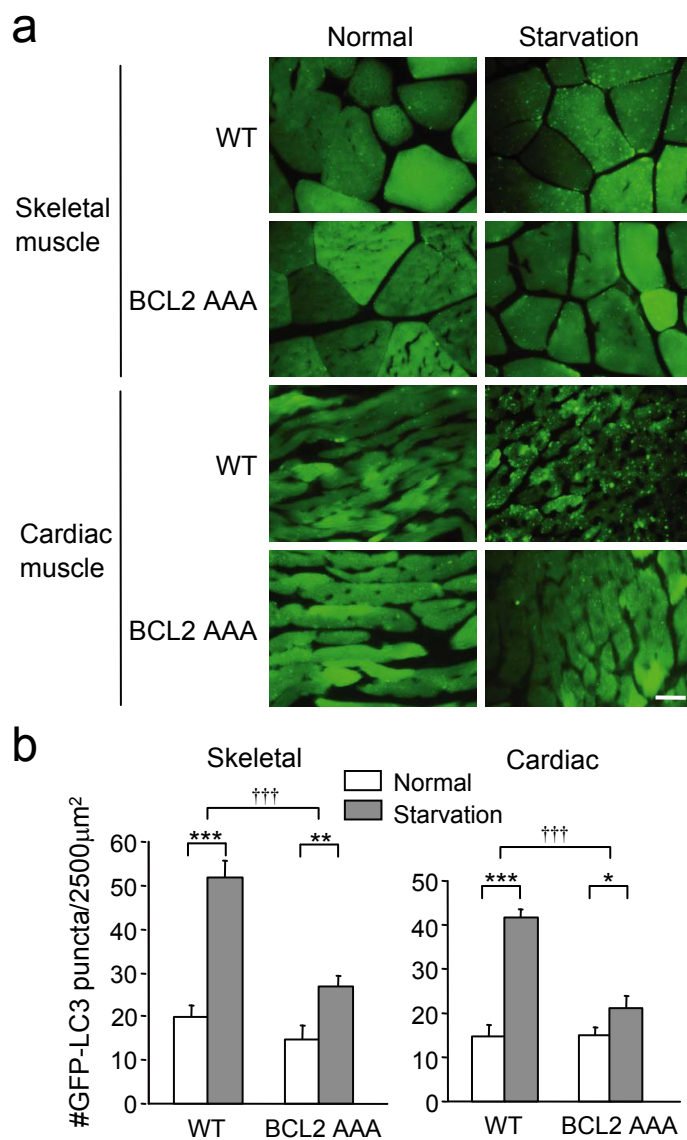 a
Normal Starvation
WT
Skeletal
muscle
BCL2 AAA
WT
Cardiac
muscle
BCL2 AAA
b
Skeletal
Normal
Starvation
Cardiac
#GFP-LC3 puncta/2500μm²
60
50
40
30
20
10
0
***
**
†††
WT BCL2 AAA
50
40
30
20
10
0
***
*
†††
WT BCL2 AAA